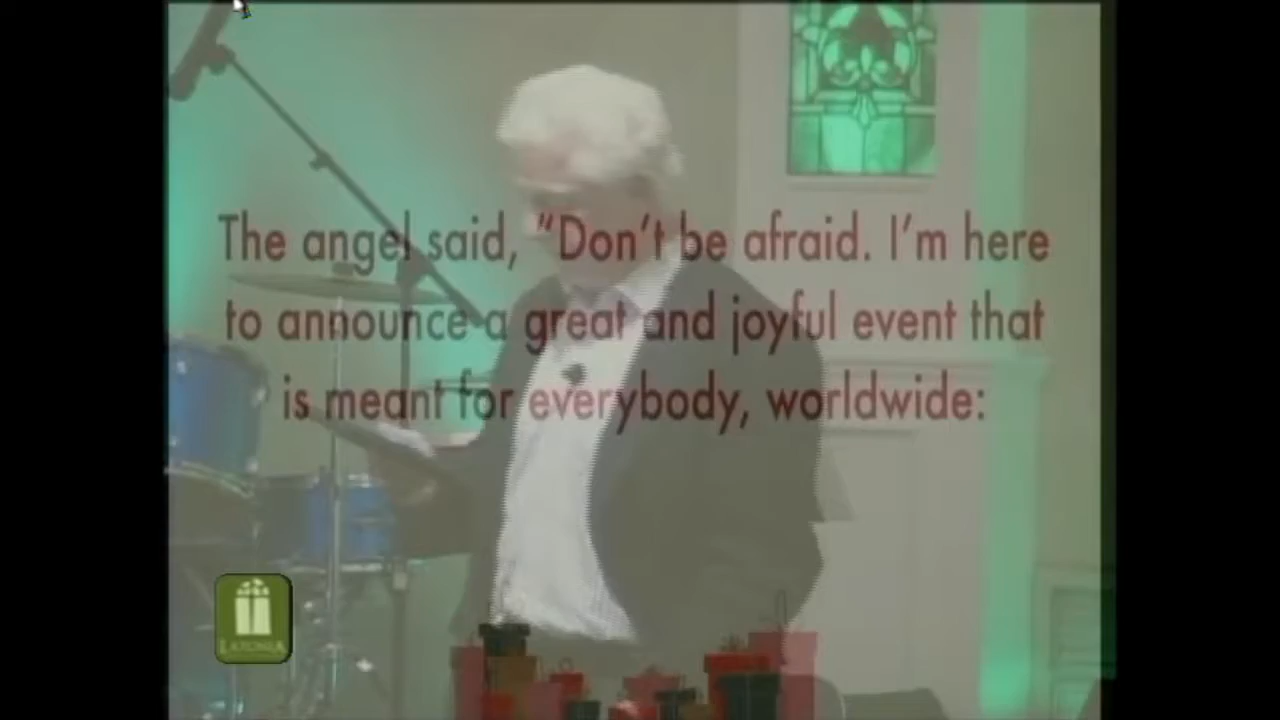 The angel said, “Don’t be afraid. I’m here
to announce a great and joyful event that
is meant for everybody, worldwide:
LATONIA